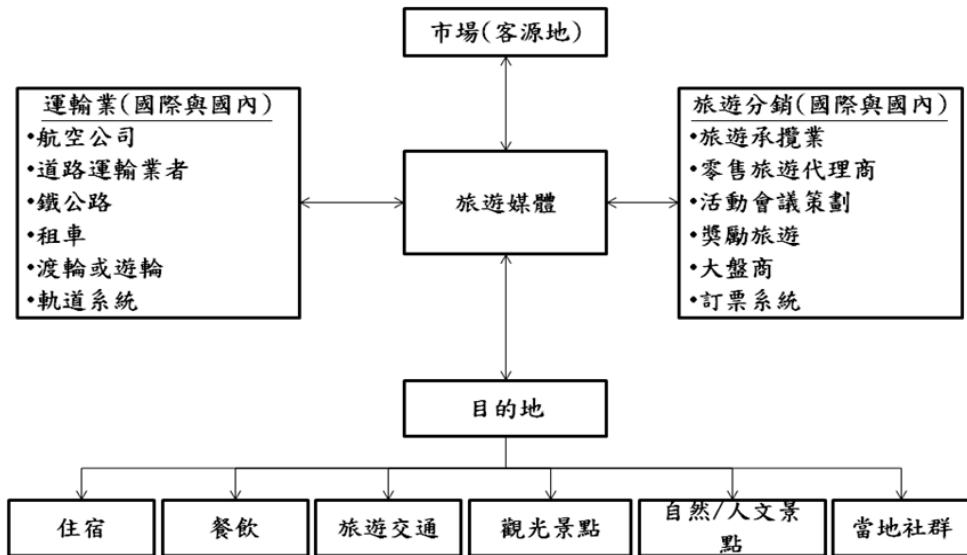 市場(客源地)
運輸業(國際與國內)
•航空公司
•道路運輸業者
•鐵公路
•租車
•渡輪或遊輪
•軌道系統
旅遊媒體
旅遊分銷(國際與國內)
•旅遊承攬業
•零售旅遊代理商
•活動會議策劃
•獎勵旅遊
•大盤商
•訂票系統
目的地
住宿
餐飲
旅遊交通
觀光景點
自然/人文景
點
當地社群